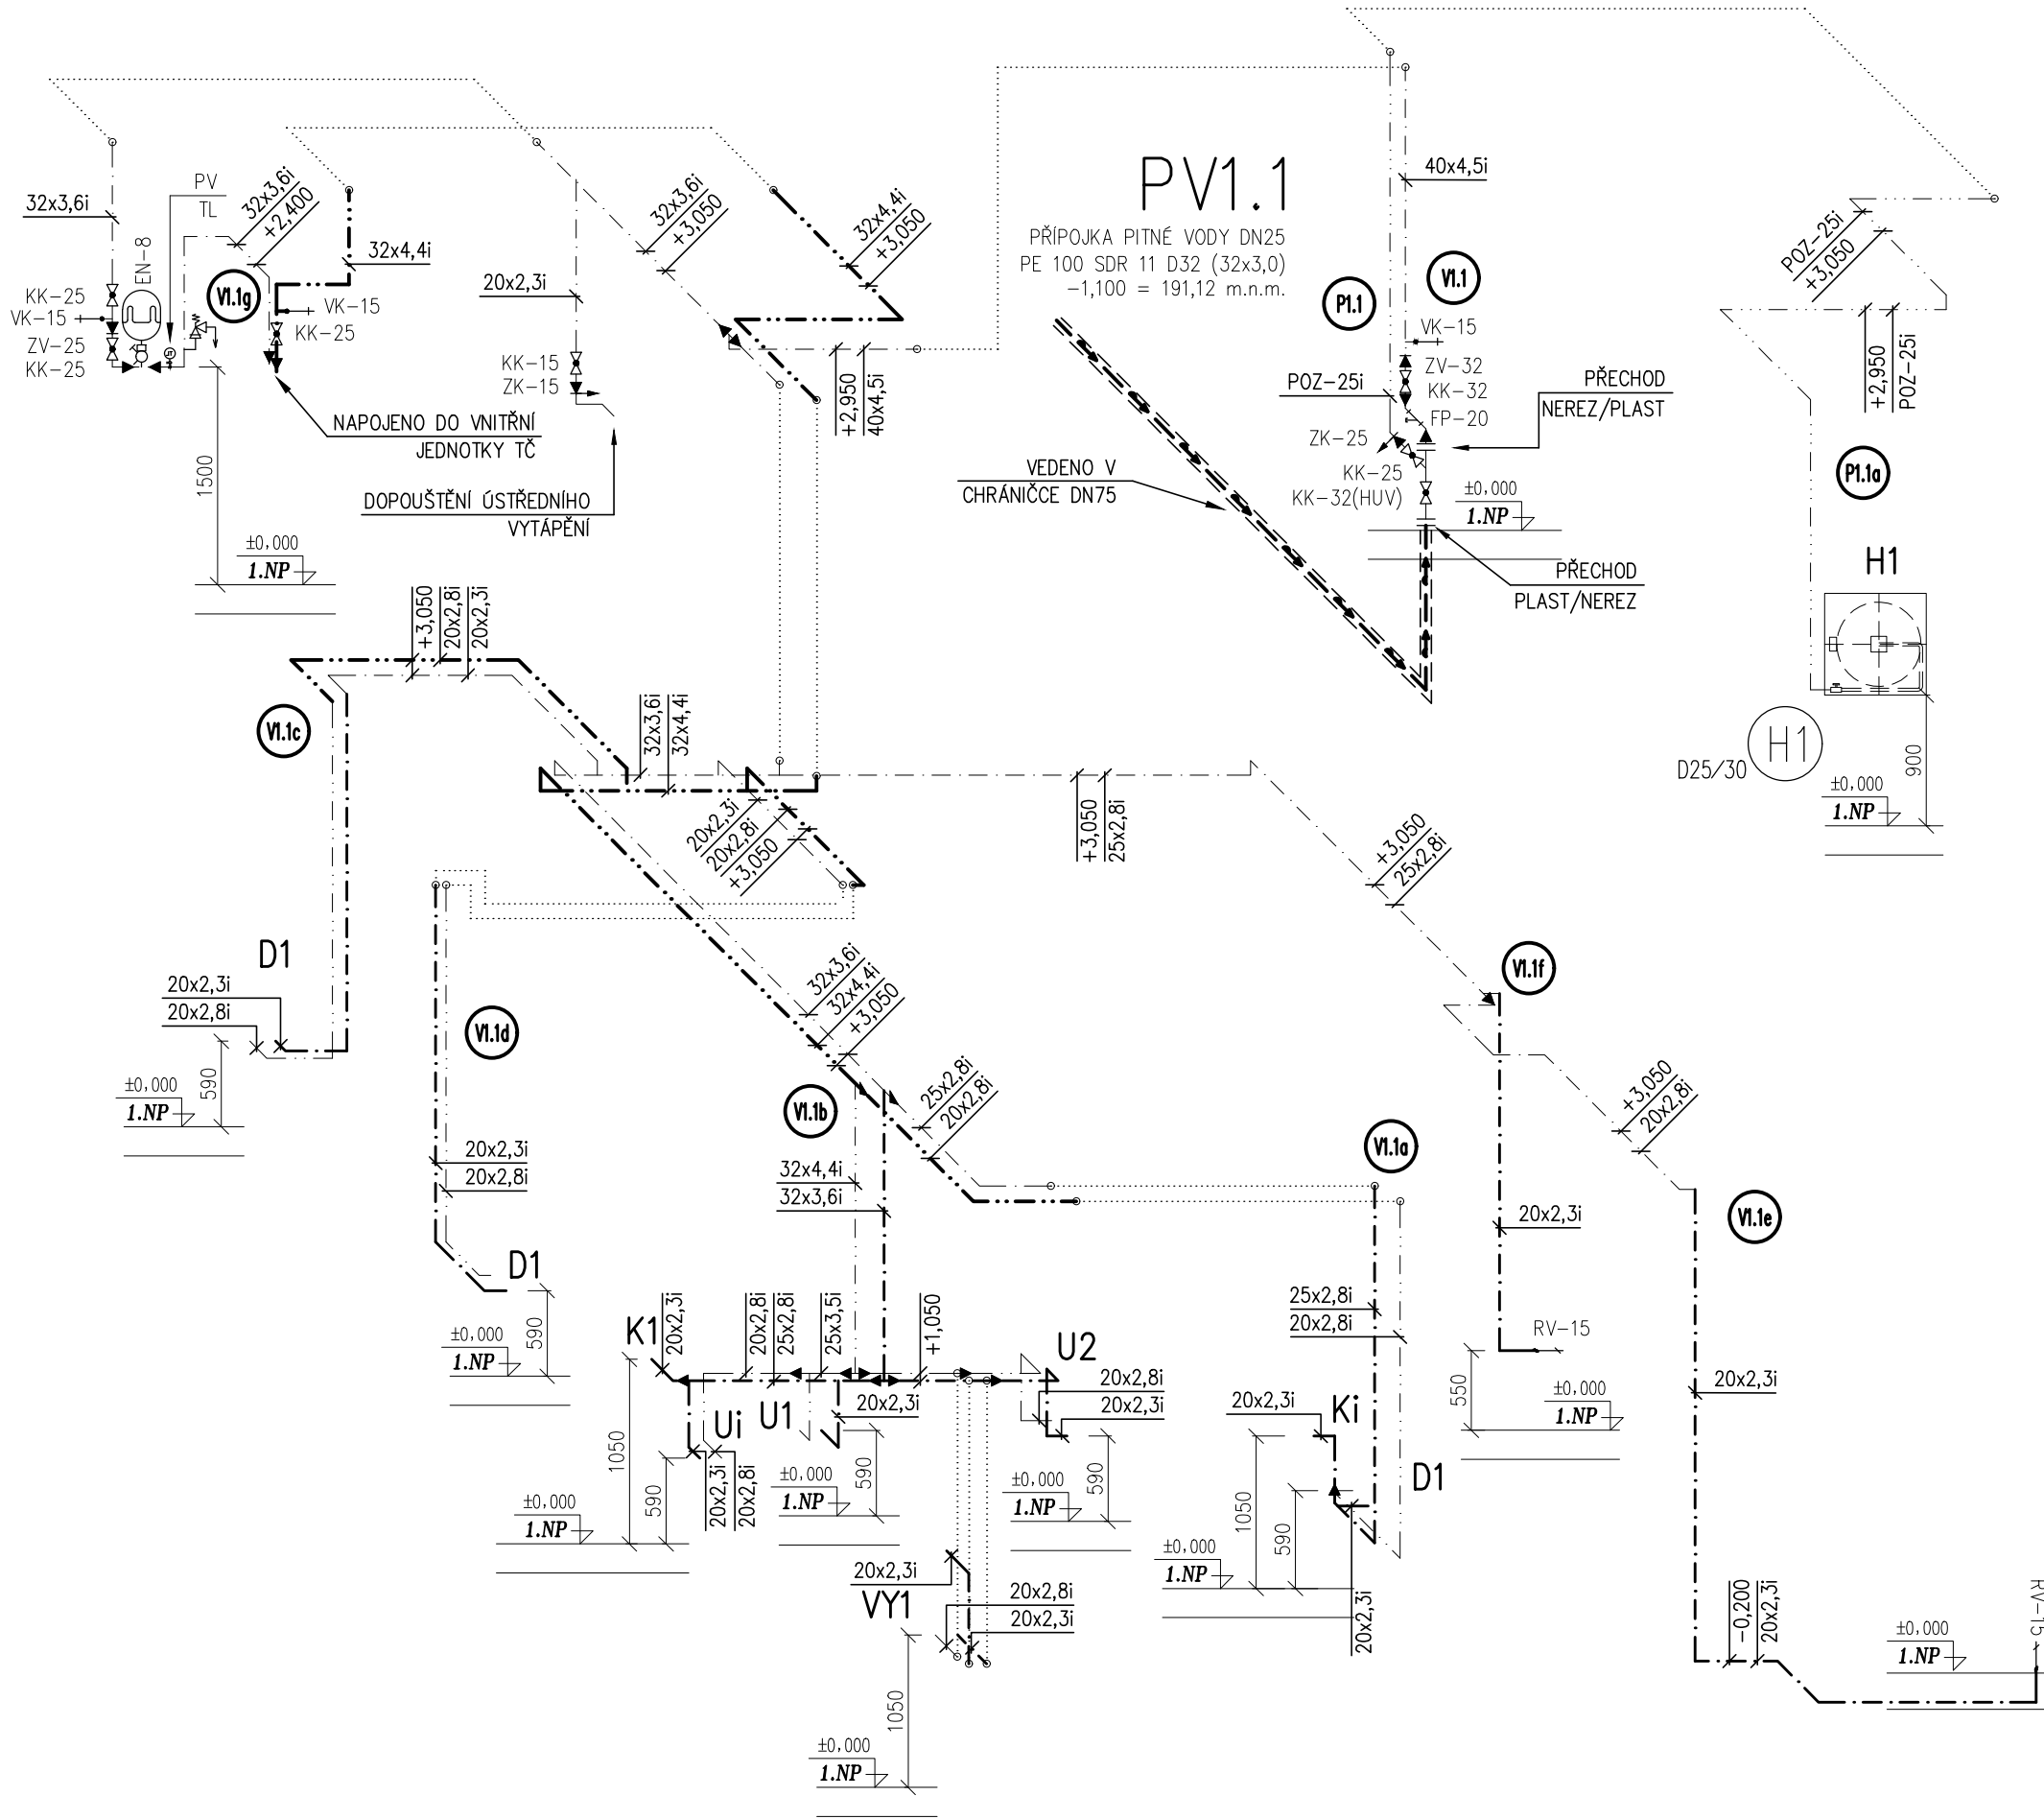 PV1.1
PŘÍPOJKA PITNÉ VODY DN25
PE 100 SDR 11 D32 (32x3,0)
-1,100 = 191,12 m.n.m.
32x3,6i
PV
TL
EN-8
32x3,6i
+2,400
V1.1g
32x4,4i
KK-25
VK-15
ZV-25
KK-25
VK-15
KK-25
NAPOJENO DO VNITŘNÍ
JEDNOTKY TČ
1500
±0,000
1.NP
20x2,3i
KK-15
ZK-15
DOPOUŠTĚNÍ ÚSTŘEDNÍHO
VYTÁPĚNÍ
32x3,6i
+3,050
32x4,4i
+3,050
+2,950
40x4,5i
VEDENO V
CHRÁNIČCE DN75
40x4,5i
P1.1
V1.1
VK-15
ZV-32
KK-32
FP-20
POZ-25i
ZK-25
KK-25
KK-32(HUV)
PŘECHOD
NEREZ/PLAST
±0,000
1.NP
PŘECHOD
PLAST/NEREZ
POZ-25i
+3,050
+2,950
POZ-25i
P1.1a
H1
H1
D25/30
900
±0,000
1.NP
+3,050
20x2,8i
20x2,3i
V1.1c
D1
20x2,3i
20x2,8i
590
±0,000
1.NP
32x3,6i
32x4,4i
20x2,3i
20x2,8i
+3,050
+3,050
25x2,8i
+3,050
25x2,8i
V1.1f
V1.1d
20x2,3i
20x2,8i
D1
590
±0,000
1.NP
32x3,6i
32x4,4i
+3,050
V1.1b
25x2,8i
20x2,8i
32x4,4i
32x3,6i
V1.1a
+3,050
20x2,8i
V1.1e
20x2,3i
RV-15
550
±0,000
1.NP
20x2,3i
K1
20x2,3i
20x2,8i
25x2,8i
25x3,5i
+1,050
U2
20x2,8i
20x2,3i
Ui
U1
20x2,3i
20x2,3i
20x2,8i
1050
590
±0,000
1.NP
590
±0,000
1.NP
590
±0,000
1.NP
25x2,8i
20x2,8i
20x2,3i
Ki
D1
1050
590
±0,000
1.NP
20x2,3i
20x2,3i
VY1
20x2,8i
20x2,3i
1050
±0,000
1.NP
-0,200
20x2,3i
±0,000
1.NP
RV-15